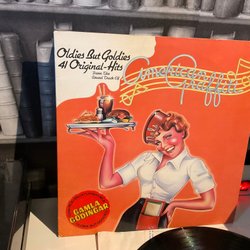 Oldies But Goldies
41 Original-Hits
from The
Sound Track Of
American Graffiti
GAMLA
GODINGAR